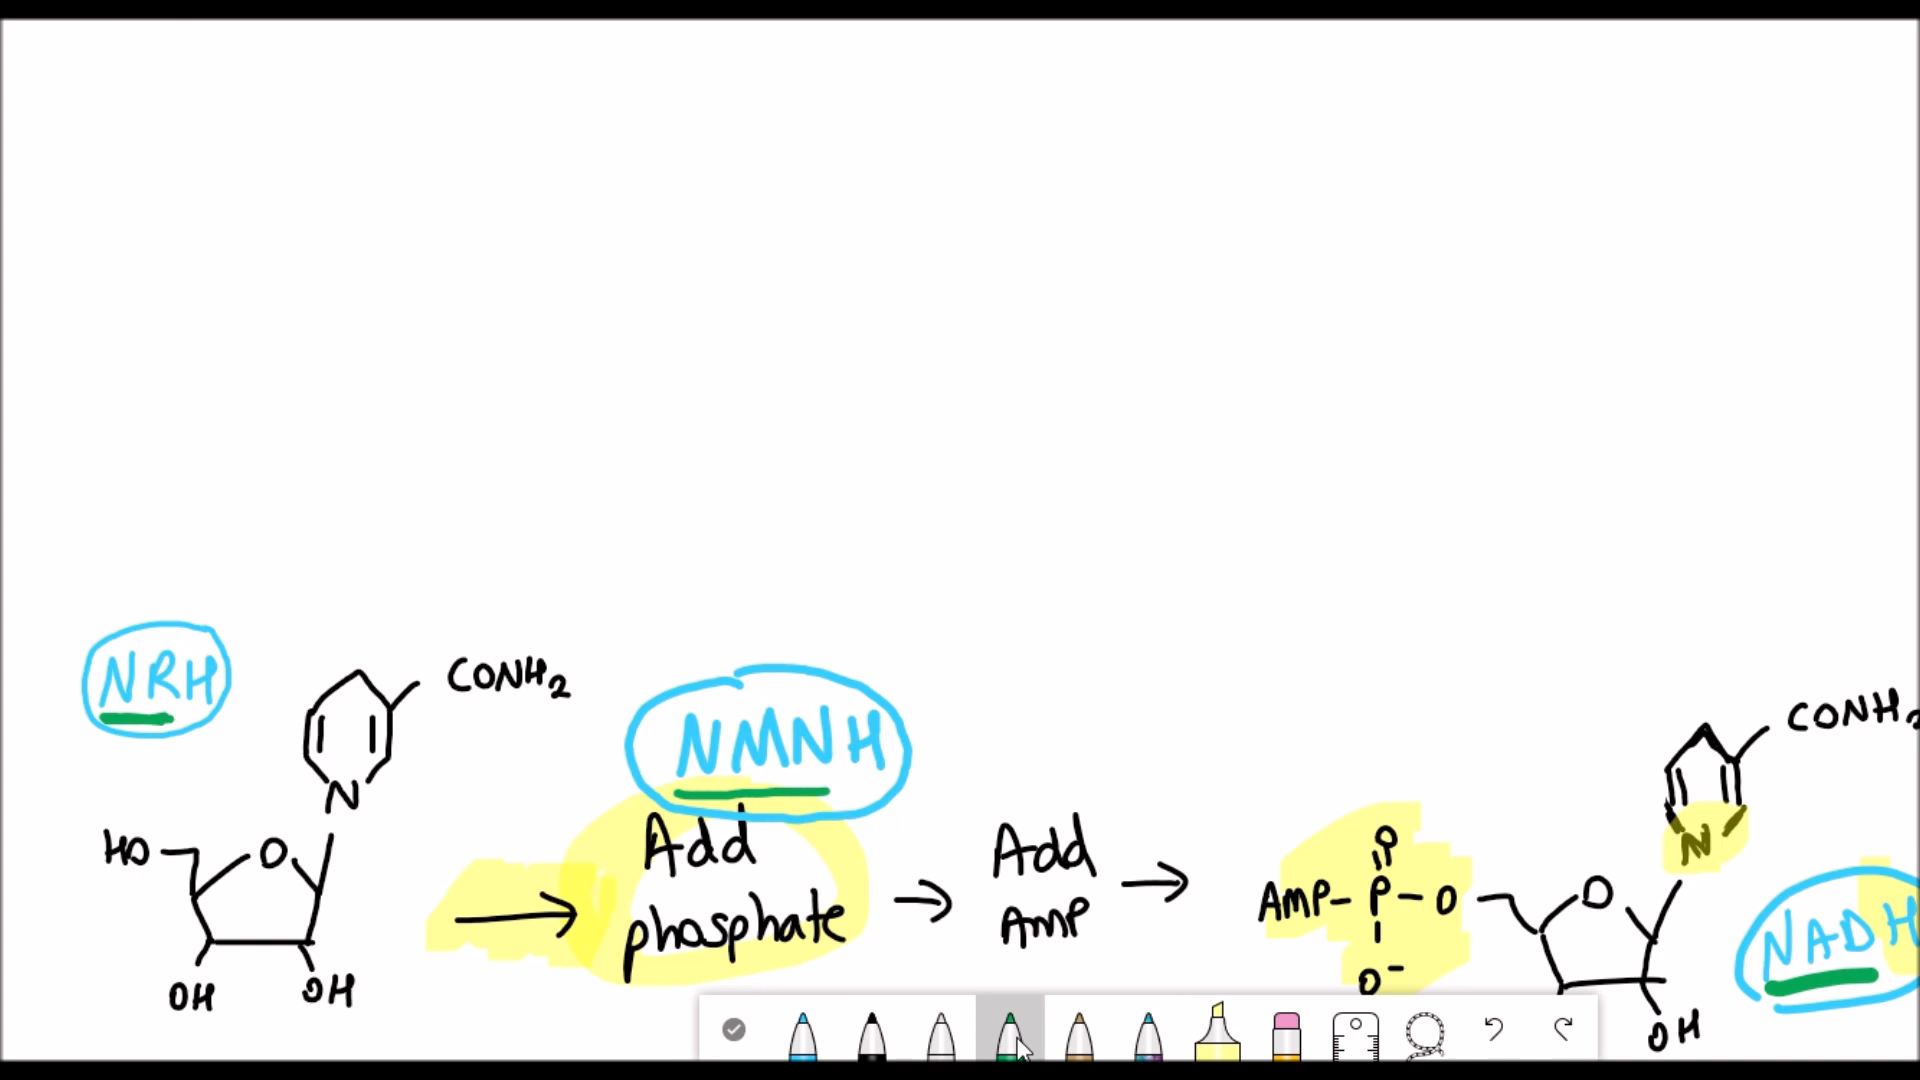 NRH
CONH2
N
HO
O
OH
OH
NMNH
Add
phosphate
Add
AMP
O
AMP-P-O
O-
CONH2
N
O
OH
NADH